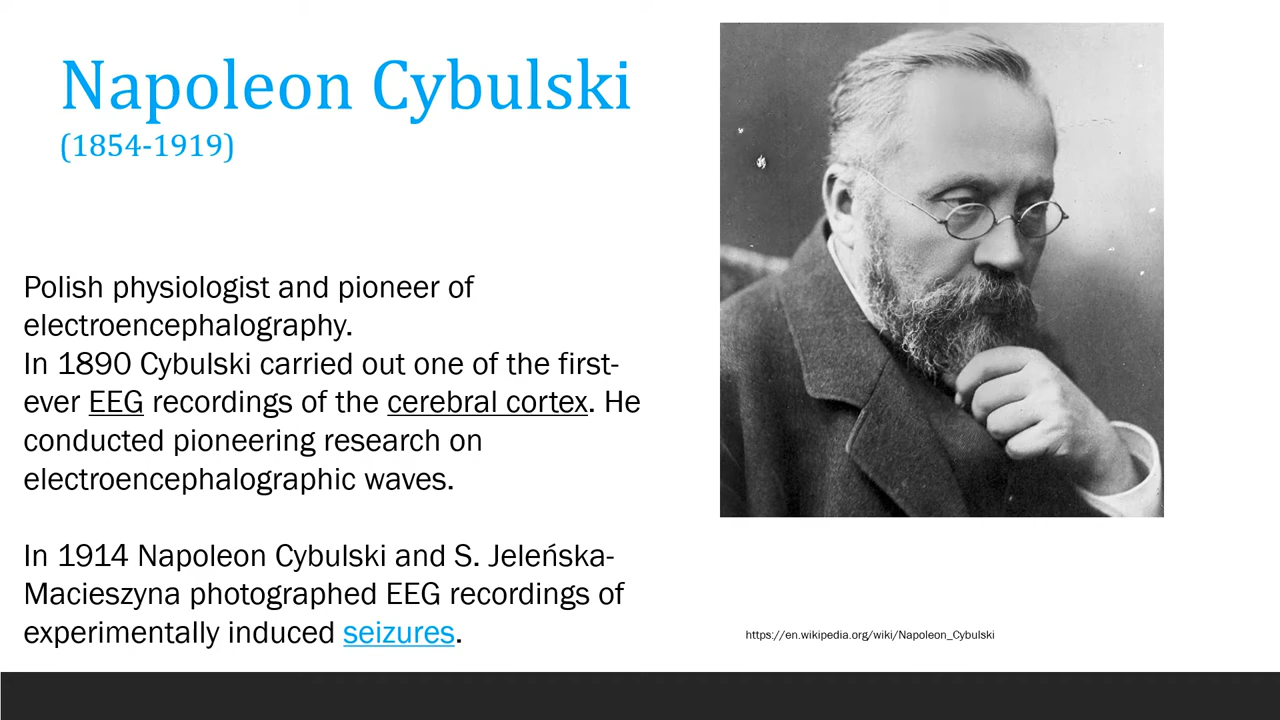 Napoleon Cybulski
(1854-1919)
Polish physiologist and pioneer of
electroencephalography.
In 1890 Cybulski carried out one of the first-
ever EEG recordings of the cerebral cortex. He
conducted pioneering research on
electroencephalographic waves.
In 1914 Napoleon Cybulski and S. Jeleńska-
Macieszyna photographed EEG recordings of
experimentally induced seizures.
https://en.wikipedia.org/wiki/Napoleon_Cybulski